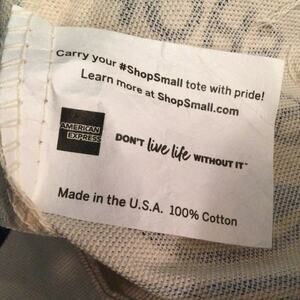 Carry your #ShopSmall tote with pride!
Learn more at ShopSmall.com
AMERICAN
EXPRESS
DON'T live life WITHOUT IT™
Made in the U.S.A. 100% Cotton